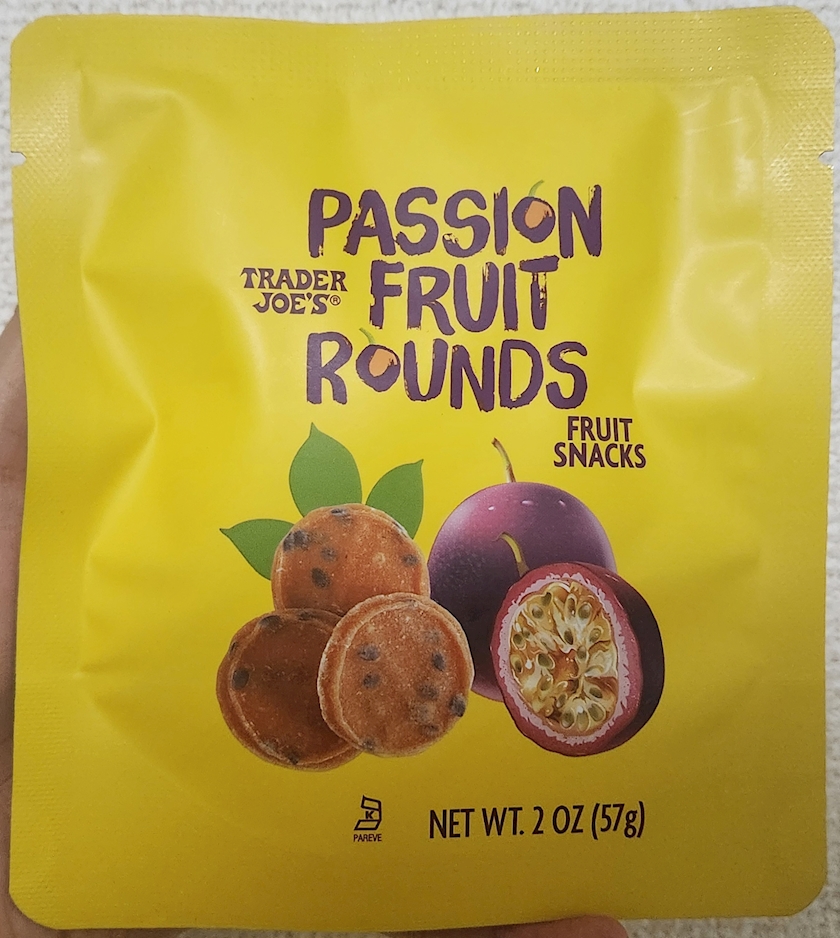 PASSION
TRADER JOE'S®
FRUIT
ROUNDS
FRUIT
SNACKS
K
PAREVE
NET WT. 2 OZ (57g)